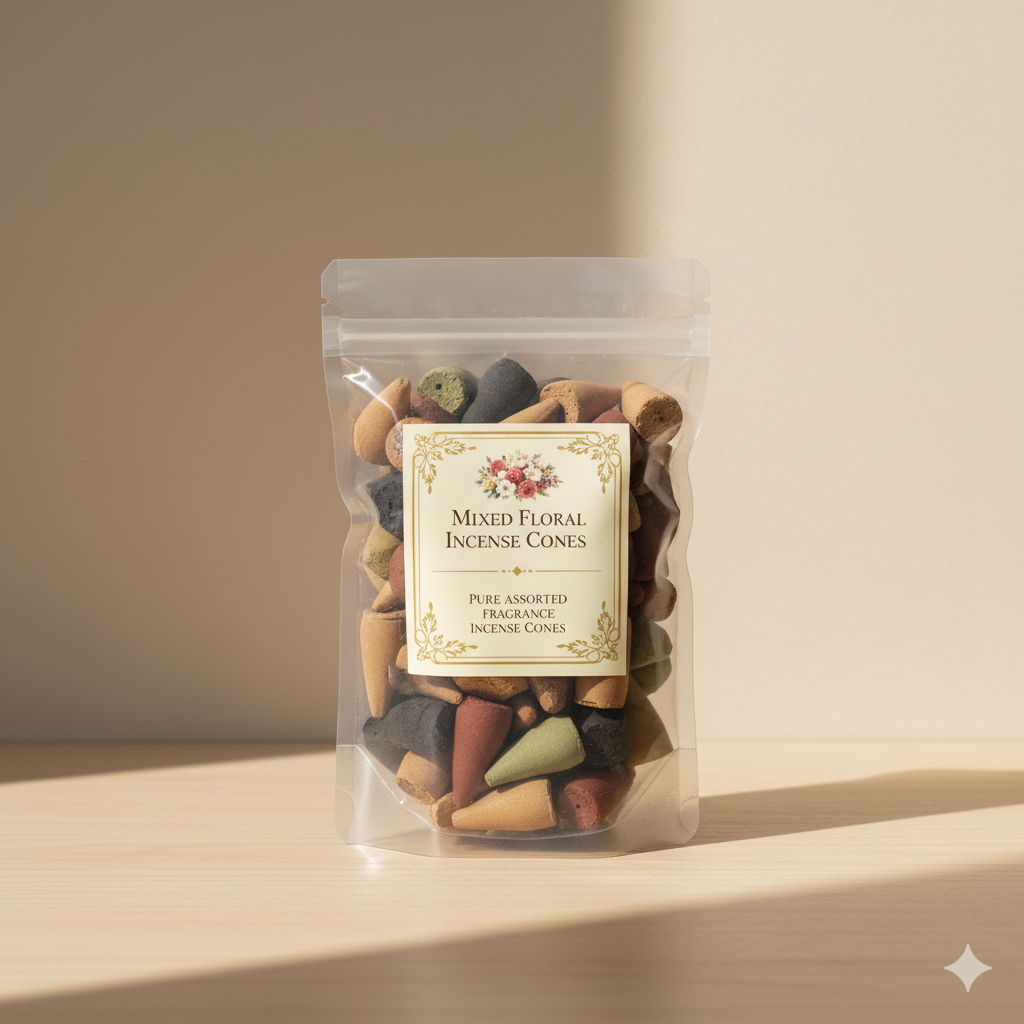 Mixed Floral
Incense Cones
Pure Assorted
Fragrance
Incense Cones